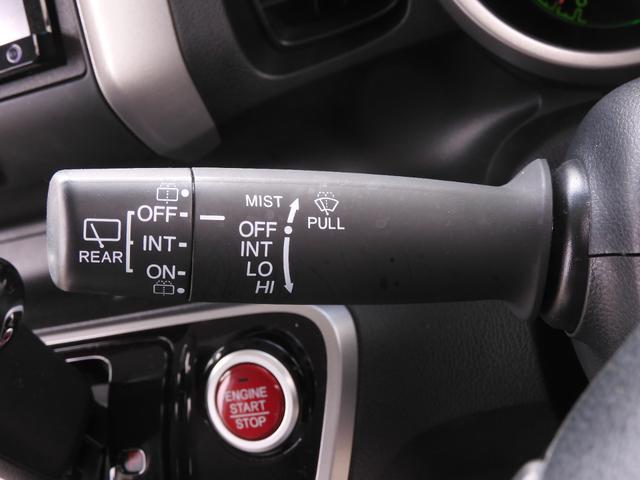 REAR
OFF
INT
ON
MIST
PULL
OFF
INT
LO
HI
ENGINE
START
STOP